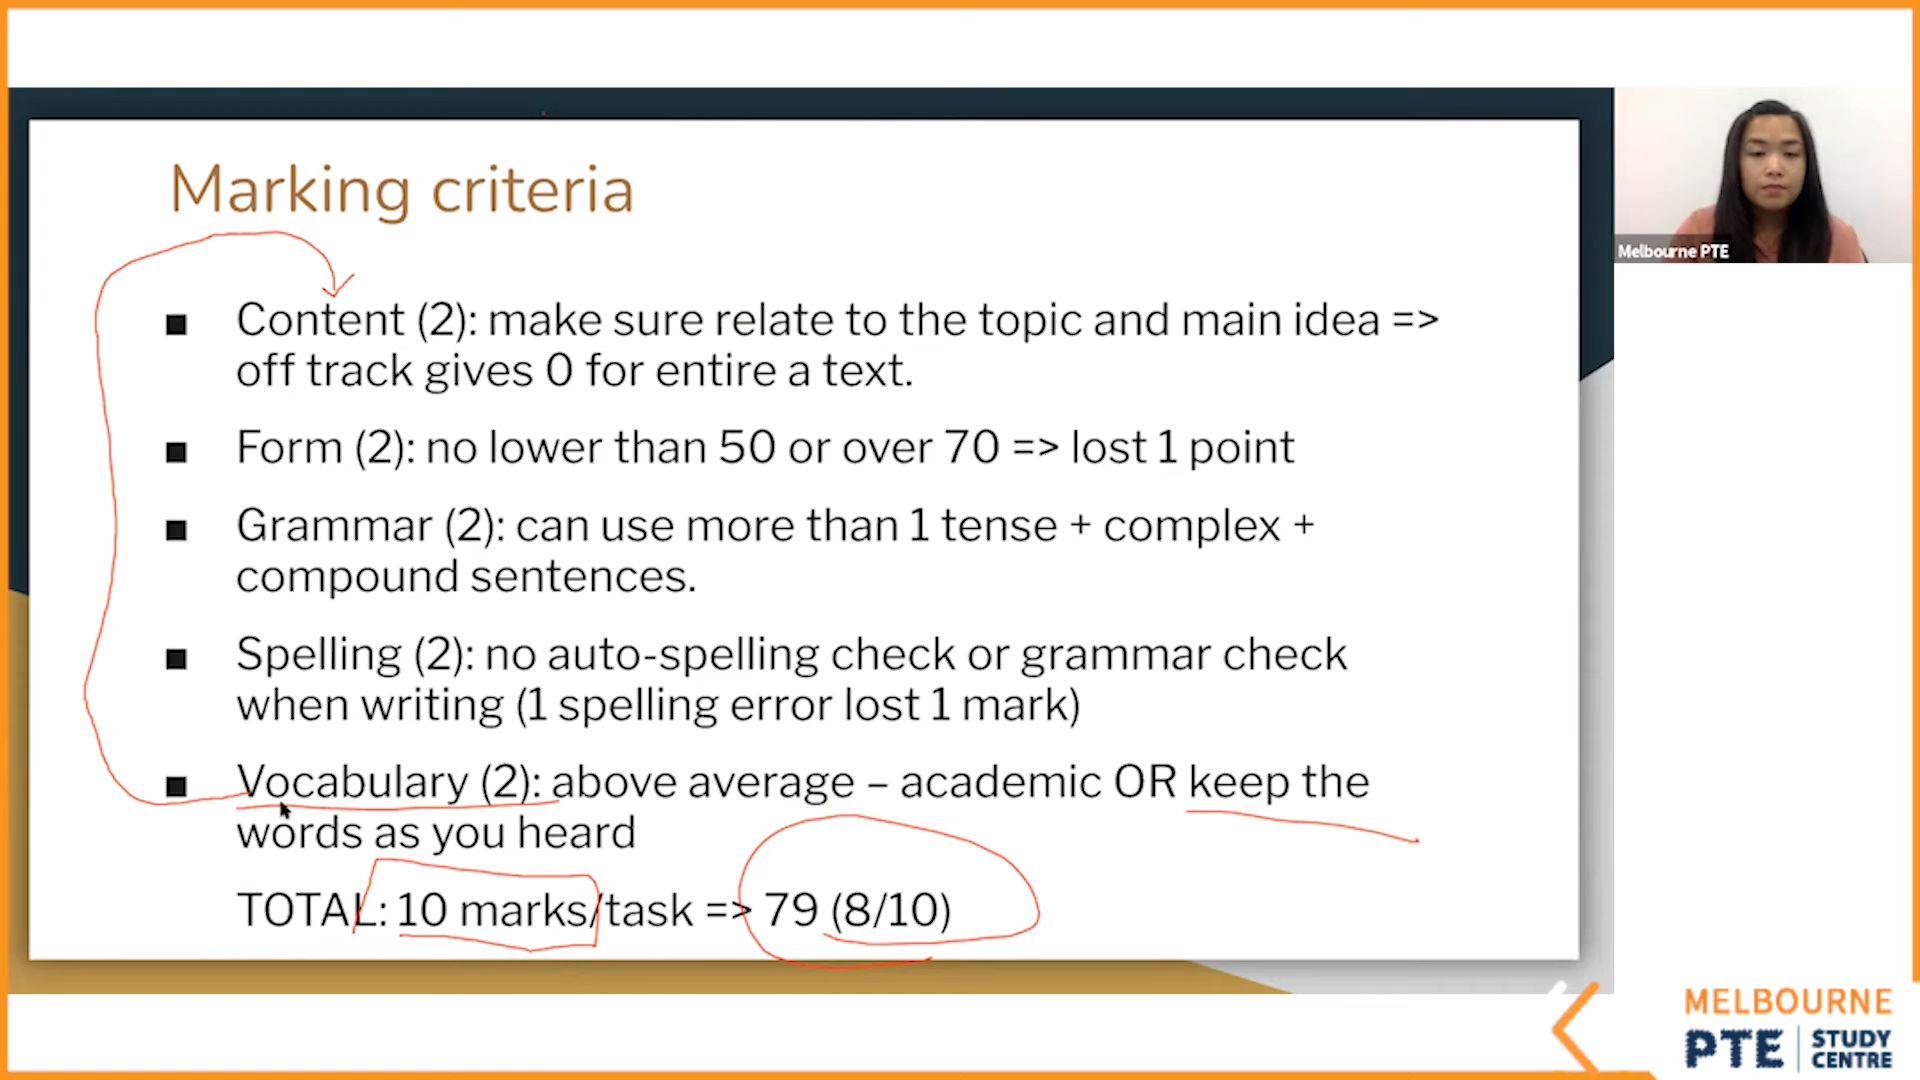 Marking criteria
Content (2): make sure relate to the topic and main idea =>
off track gives 0 for entire a text.
Form (2): no lower than 50 or over 70 => lost 1 point
Grammar (2): can use more than 1 tense + complex +
compound sentences.
Spelling (2): no auto-spelling check or grammar check
when writing (1 spelling error lost 1 mark)
Vocabulary (2): above average – academic OR keep the
words as you heard
TOTAL: 10 marks/task => 79 (8/10)
Melbourne PTE
MELBOURNE
PTE STUDY
CENTRE